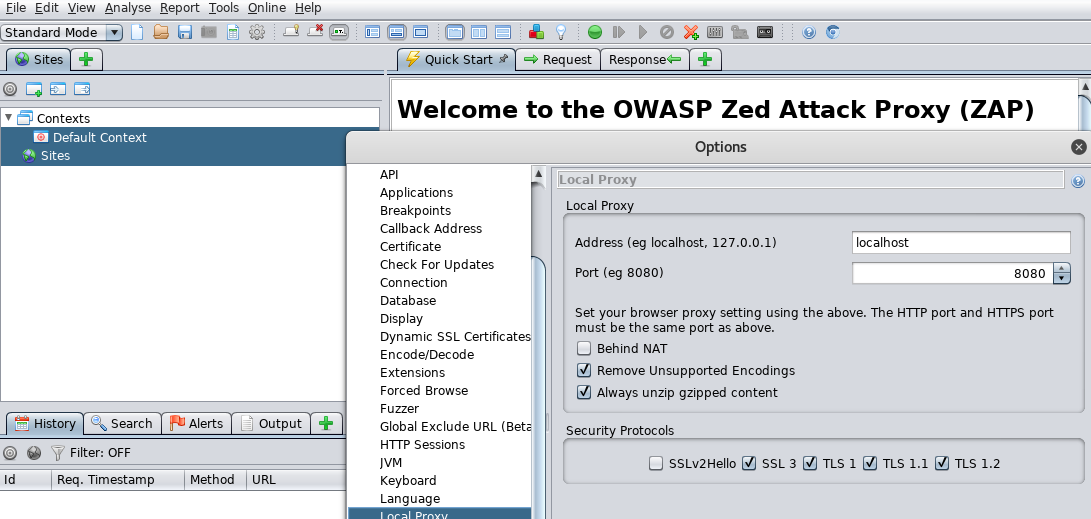 File Edit View Analyse Report Tools Online Help
Standard Mode
Sites
Quick Start Request Response
Contexts
Default Context
Sites
Welcome to the OWASP Zed Attack Proxy (ZAP)
Options
API
Applications
Breakpoints
Callback Address
Certificate
Check For Updates
Connection
Database
Display
Dynamic SSL Certificates
Encode/Decode
Extensions
Forced Browse
Fuzzer
Global Exclude URL (Beta
HTTP Sessions
JVM
Keyboard
Language
Local Proxy
Local Proxy
Local Proxy
Address (eg localhost, 127.0.0.1) localhost
Port (eg 8080) 8080
Set your browser proxy setting using the above. The HTTP port and HTTPS port
must be the same port as above.
Behind NAT
Remove Unsupported Encodings
Always unzip gzipped content
Security Protocols
SSLv2Hello SSL 3 TLS 1 TLS 1.1 TLS 1.2
History Search Alerts Output
Filter: OFF
Id Req. Timestamp Method URL